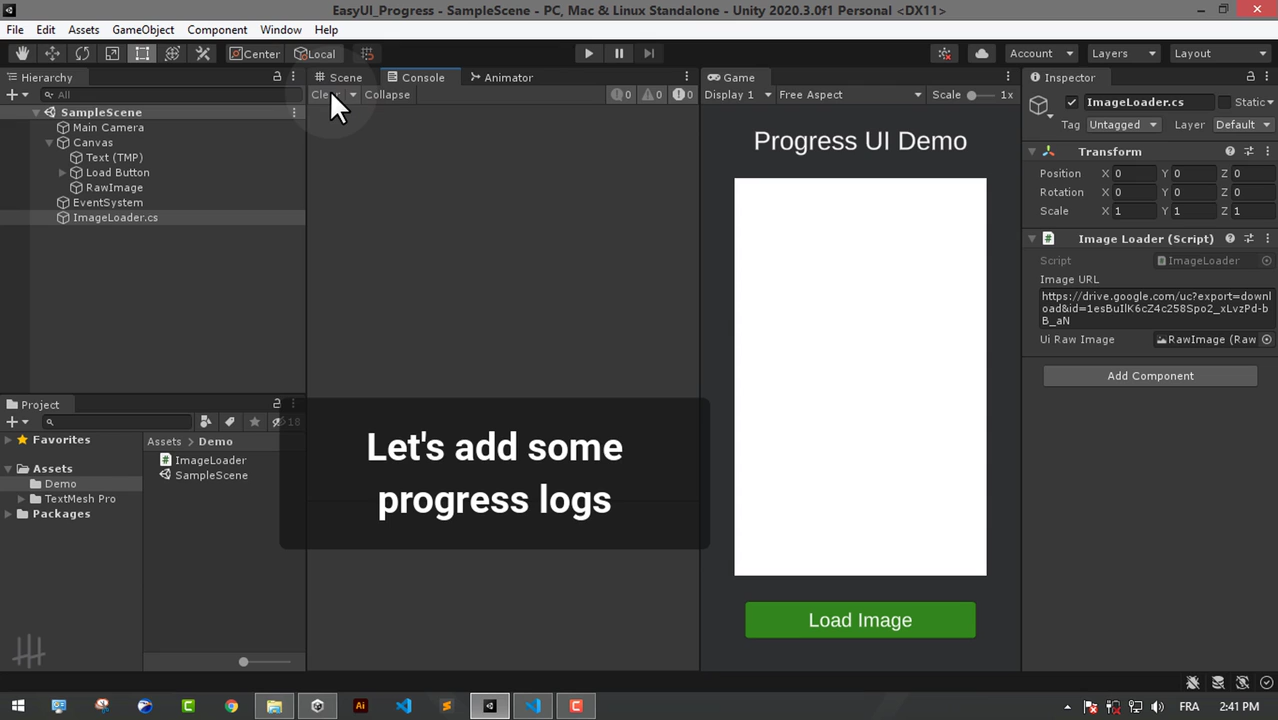 EasyUI_Progress - SampleScene - PC, Mac & Linux Standalone - Unity 2020.3.0f1 Personal <DX11>
File Edit Assets GameObject Component Window Help
Center Local Account Layers Layout
Hierarchy
All
SampleScene
Main Camera
Canvas
Text (TMP)
Load Button
RawImage
EventSystem
ImageLoader.cs
Scene Console Animator
Clear Collapse 0 0 0
Game
Display 1 Free Aspect Scale 1x
Progress UI Demo
Load Image
Inspector
ImageLoader.cs Static
Tag Untagged Layer Default
Transform
Position X 0 Y 0 Z 0
Rotation X 0 Y 0 Z 0
Scale X 1 Y 1 Z 1
Image Loader (Script)
Script ImageLoader
Image URL
https://drive.google.com/uc?export=downl
oad&id=1esBuIlK6cZ4c258Spo2_xLvzPd-b
B_aN
Ui Raw Image RawImage (Raw
Add Component
Project
18
Favorites
Assets
Demo
TextMesh Pro
Packages
Assets Demo
ImageLoader
SampleScene
Let's add some
progress logs
FRA 2:41 PM